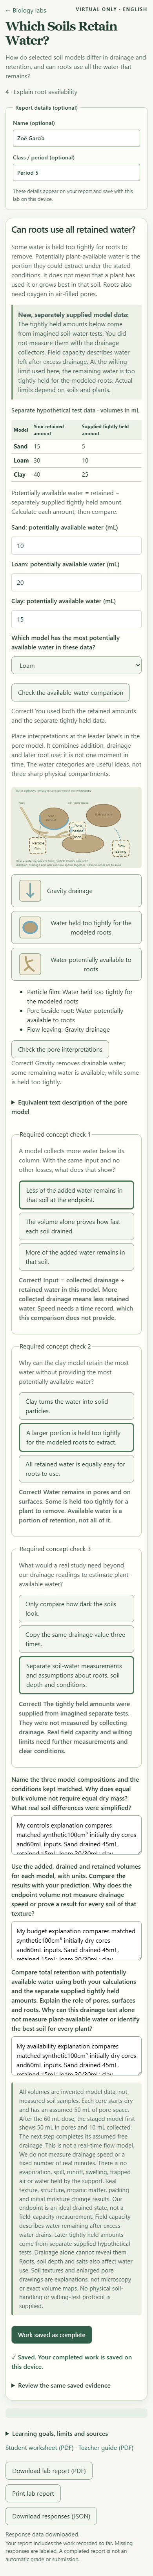 ← Biology labs
VIRTUAL ONLY · ENGLISH
Which Soils Retain
Water?
How do selected soil models differ in drainage and
retention, and can roots use all of the water that
remains?
4 · Explain root availability
Report details (optional)
Name (optional)
Zoë García
Class / period (optional)
Period 5
These details appear on your report and save with this
lab on this device.
Can roots use all retained water?
Some water is held too tightly for roots to remove.
Potentially plant-available water is the
portion they could extract under the stated
conditions. It does not mean that a plant has
used it or grows best in that soil. Roots also
need oxygen in air-filled pores.
New, separately supplied model data:
The tightly held amounts below come
from imagined soil-water tests. You did
not measure them with the drainage
collectors. Field capacity describes water
left after excess drainage. At the wilting
limit used here, the remaining water is too
tightly held for the modeled roots. Actual
limits depend on soils and plants.
Separate hypothetical test data · volumes in mL
Model
Your retained
amount
Supplied tightly held
amount
Sand 15 5
Loam 30 10
Clay 40 25
Potentially available water = retained −
separately supplied tightly held amount.
Calculate each amount, then compare.
Sand: potentially available water (mL)
10
Loam: potentially available water (mL)
20
Clay: potentially available water (mL)
15
Which model has the most potentially
available water in these data?
Loam
Check the available-water comparison
Correct! You used both the retained amounts
and the separate tightly held data.
Place interpretations at the leader labels in the
model. It combines addition, drainage
and later root use; it is not one moment in
time. The water categories are useful ideas, not
three sharp physical compartments.
Particle
film
Pore
beside
root
Flow
leaving
Gravity drainage
Water held too tightly for the
modeled roots
Water potentially available to
roots
Particle film: Water held too tightly for
the modeled roots
Pore beside root: Water potentially
available to roots
Flow leaving: Gravity drainage
Check the pore interpretations
Correct! Gravity removes drainable water;
some remaining water is available, while some
is held too tightly.
Equivalent text description of the pore
model
Required concept check 1
A model collects more water below its
column. With the same input and no
other losses, what does this show?
Less of the added water remains in
that soil at the endpoint.
The volume alone proves how fast
each soil drained.
More of the added water remains in
that soil.
Correct! Input = collected drainage +
retained water in this model. More
collected drainage means less retained
water. Speed needs a time record, which
this comparison does not provide.
Required concept check 2
Why can the clay model retain the most
water without providing the most
potentially available water?
Clay turns the water into solid
particles.
A larger portion is held too tightly
for the modeled roots to extract.
All retained water is equally easy for
roots to use.
Correct! Water remains in pores and on
surfaces. Some is held too tightly for a
plant to remove. Available water is a
portion of retention, not all of it.
Required concept check 3
What would a real study need beyond
our drainage readings to estimate plant-
available water?
Only compare how dark the soils
look.
Copy the same drainage value three
times.
Separate soil-water measurements
and assumptions about roots, soil
depth and conditions.
Correct! The tightly held amounts were
supplied from imagined separate tests.
They were not measured by collecting
drainage. Real field capacity and wilting
limits need further measurements and
clear conditions.
Name the three model compositions and the
conditions kept matched. Why does equal
bulk volume not require equal dry mass?
What real soil differences were simplified?
My controls explanation compares
matched synthetic100cm³ initially dry cores
and60mL inputs. Sand drained 45mL,
Use the added, drained and retained volumes
for each model, with units. Compare the
results with your prediction. Why does the
endpoint volume not measure drainage
speed or prove a result for every soil of that
texture?
My budget explanation compares matched
synthetic100cm³ initially dry cores
and60mL inputs. Sand drained 45mL,
Compare total retention with potentially
available water using both your calculations
and the separate supplied tightly held
amounts. Explain the role of pores, surfaces
and roots. Why can this drainage test alone
not measure plant-available water or identify
the best soil for every plant?
My availability explanation compares
matched synthetic100cm³ initially dry cores
and60mL inputs. Sand drained 45mL,
All volumes are invented model data, not
measured soil samples. Each core starts dry
and has an assumed 50 mL of pore space.
After the 60 mL dose, the staged model first
shows 50 mL in pores and 10 mL collected.
The next step completes its assumed free
drainage. This is not a real-time flow model.
We do not measure drainage speed or a
fixed number of real minutes. There is no
evaporation, spill, runoff, swelling, trapped
air or water held by the support. Real
texture, structure, organic matter, packing
and initial moisture change results. Our
endpoint is an ideal drained state, not a
field-capacity measurement. Field capacity
describes water remaining after excess
water drains. Later tightly held amounts
come from separate supplied hypothetical
tests. Drainage alone cannot reveal them.
Roots, soil depth and salts also affect water
use. Soil textures and enlarged pore
drawings are explanations, not microscopy
or exact volume maps. No physical soil-
handling or wilting-test protocol is
supplied.
Work saved as complete
✓ Saved. Your completed work is saved on
this device.
Review the same saved evidence
Learning goals, limits and sources
Student worksheet (PDF) · Teacher guide (PDF)
Download lab report (PDF)
Print lab report
Download responses (JSON)
Response data downloaded.
Your report includes the work recorded so far. Missing
responses are labeled. A completed report is not an
automatic grade or submission.